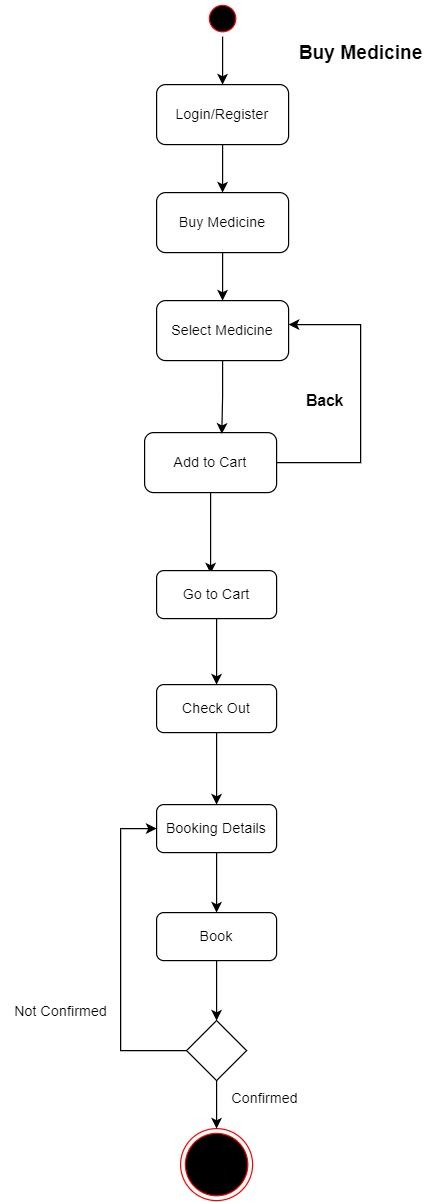 Buy Medicine
Login/Register
Buy Medicine
Select Medicine
Back
Add to Cart
Go to Cart
Check Out
Booking Details
Book
Not Confirmed
Confirmed